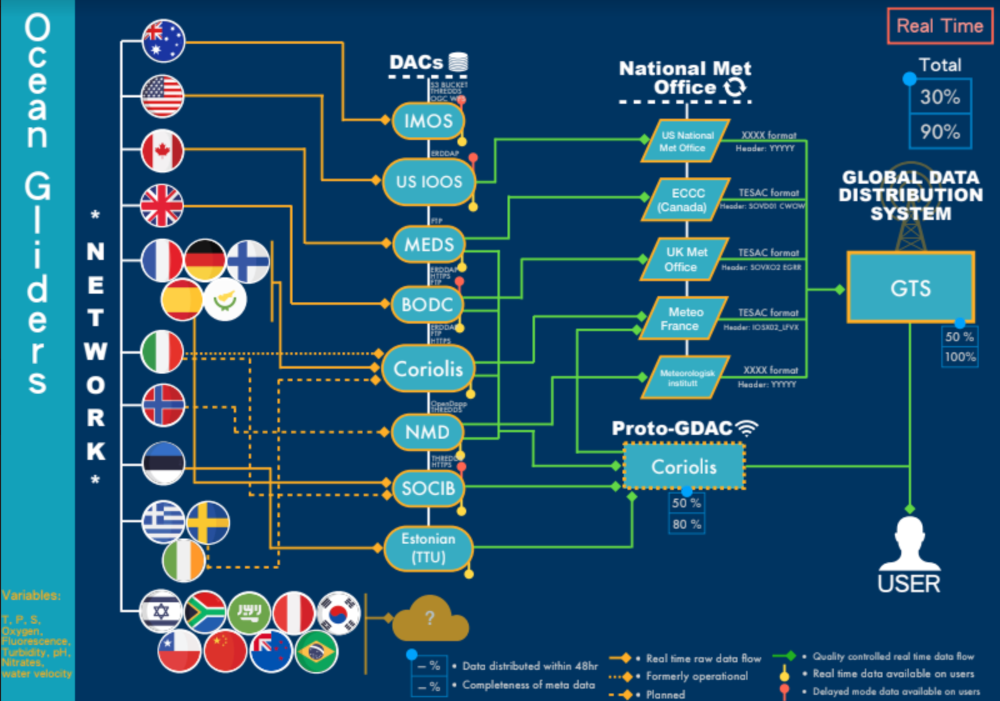 Ocean Gliders
* NETWORK *
Variables:
T, P, S,
Oxygen,
Fluorescence,
Turbidity, pH,
Nitrates,
water velocity
DACs
S3 BUCKET
THREDDS
OGC WFS
IMOS
ERDDAP
US IOOS
FTP
MEDS
ERDDAP
HTTPS
FTP
BODC
ERDDAP
FTP
HTTPS
Coriolis
OpenDapp
THREDDS
NMD
THREDDS
HTTPS
SOCIB
Estonian
(TTU)
?
National Met
Office
US National
Met Office
XXXX format
Header: YYYYY
ECCC
(Canada)
TESAC format
Header: SOVD01 CWOW
UK Met
Office
TESAC format
Header: SOVX02 EGRR
Meteo
France
TESAC format
Header: IOSX02_LFVX
Meteorologisk
institutt
XXXX format
Header: YYYYY
Proto-GDAC
Coriolis
50 %
80 %
Real Time
Total
30%
90%
GLOBAL DATA
DISTRIBUTION
SYSTEM
GTS
50 %
100%
USER
– %
• Data distributed within 48hr
– %
• Completeness of meta data
• Real time raw data flow
• Formerly operational
• Planned
• Quality controlled real time data flow
• Real time data available on users
• Delayed mode data available on users